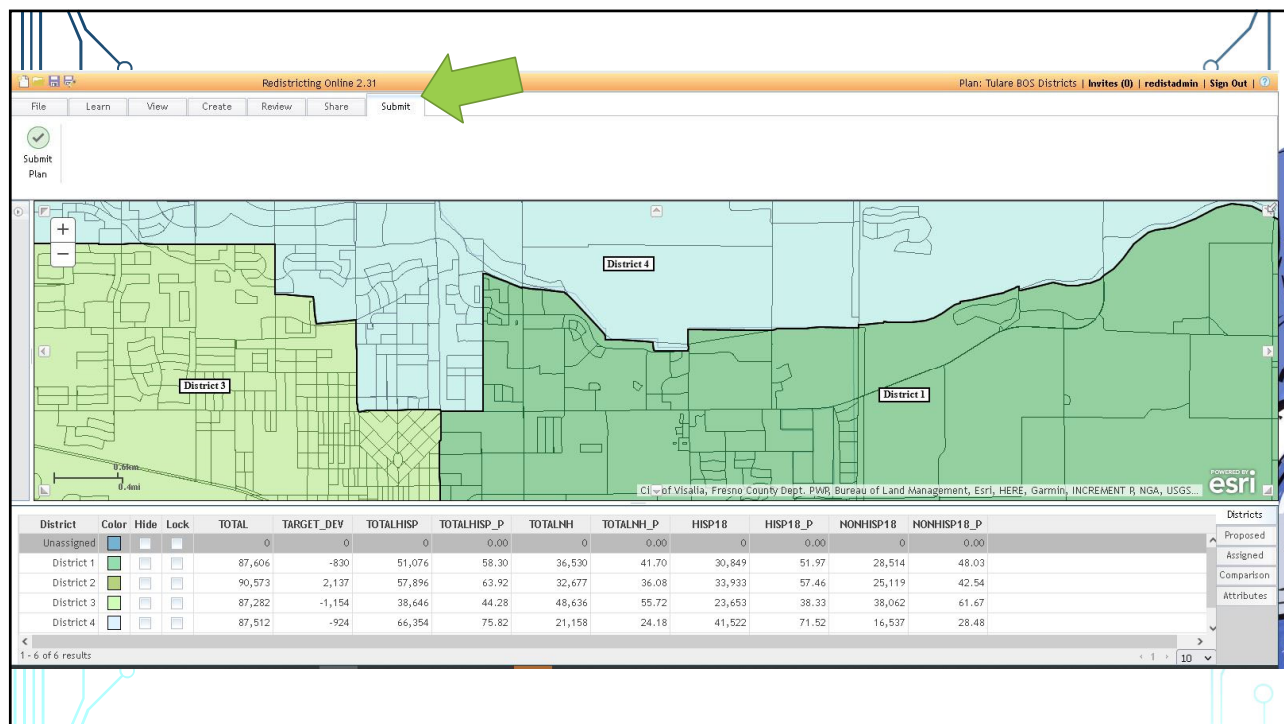 Redistricting Online 2.31
Plan: Tulare BOS Districts | Invites (0) | redistadmin | Sign Out | ?
File Learn View Create Review Share Submit
Submit
Plan
+
−
District 4
District 3
District 1
0.6km
0.4mi
City of Visalia, Fresno County Dept. PWP, Bureau of Land Management, Esri, HERE, Garmin, INCREMENT P, NGA, USGS...
POWERED BY
esri
District Color Hide Lock TOTAL TARGET_DEV TOTALHISP TOTALHISP_P TOTALNH TOTALNH_P HISP18 HISP18_P NONHISP18 NONHISP18_P
Unassigned 0 0 0 0.00 0 0.00 0 0.00 0 0.00
District 1 87,606 -830 51,076 58.30 36,530 41.70 30,849 51.97 28,514 48.03
District 2 90,573 2,137 57,896 63.92 32,677 36.08 33,933 57.46 25,119 42.54
District 3 87,282 -1,154 38,646 44.28 48,636 55.72 23,653 38.33 38,062 61.67
District 4 87,512 -924 66,354 75.82 21,158 24.18 41,522 71.52 16,537 28.48
Districts
Proposed
Assigned
Comparison
Attributes
1 - 6 of 6 results
1
10